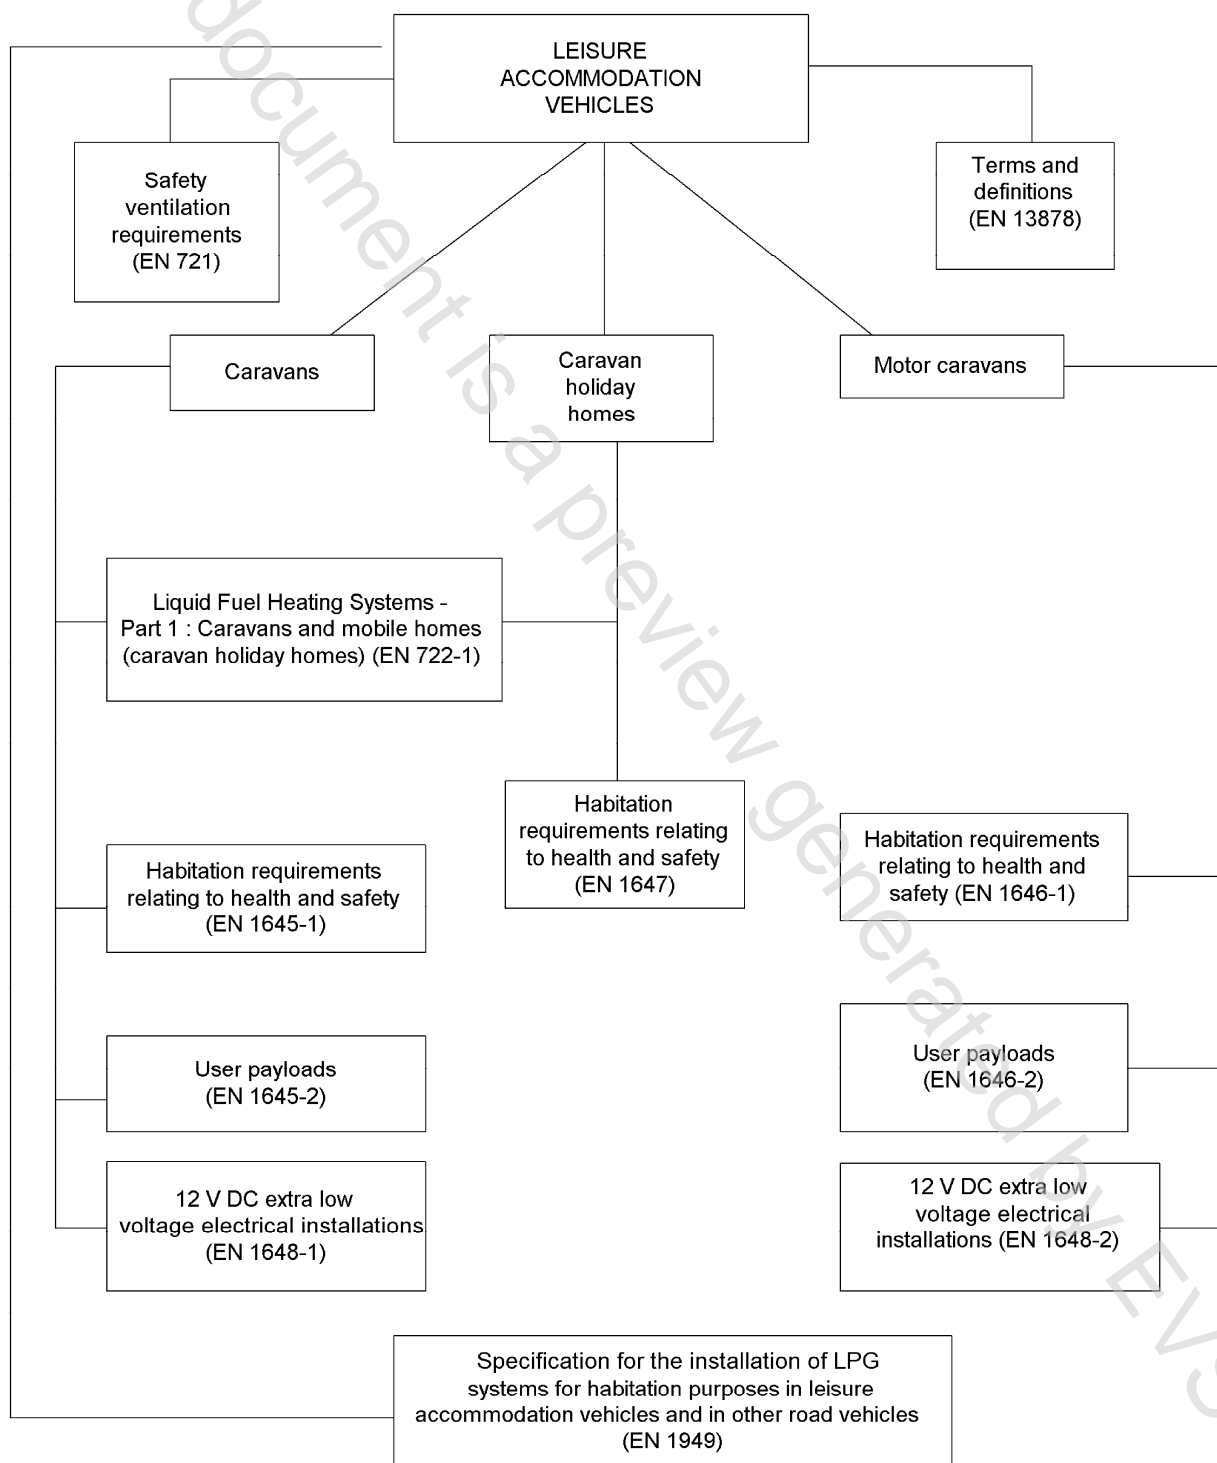 LEISURE
ACCOMMODATION
VEHICLES
Safety
ventilation
requirements
(EN 721)
Terms and
definitions
(EN 13878)
Caravans
Caravan
holiday
homes
Motor caravans
Liquid Fuel Heating Systems -
Part 1 : Caravans and mobile homes
(caravan holiday homes) (EN 722-1)
Habitation
requirements relating
to health and safety
(EN 1647)
Habitation requirements
relating to health and
safety (EN 1646-1)
Habitation requirements
relating to health and safety
(EN 1645-1)
User payloads
(EN 1645-2)
User payloads
(EN 1646-2)
12 V DC extra low
voltage electrical installations
(EN 1648-1)
12 V DC extra low
voltage electrical
installations (EN 1648-2)
Specification for the installation of LPG
systems for habitation purposes in leisure
accommodation vehicles and in other road vehicles
(EN 1949)
document is a preview generated by EVS